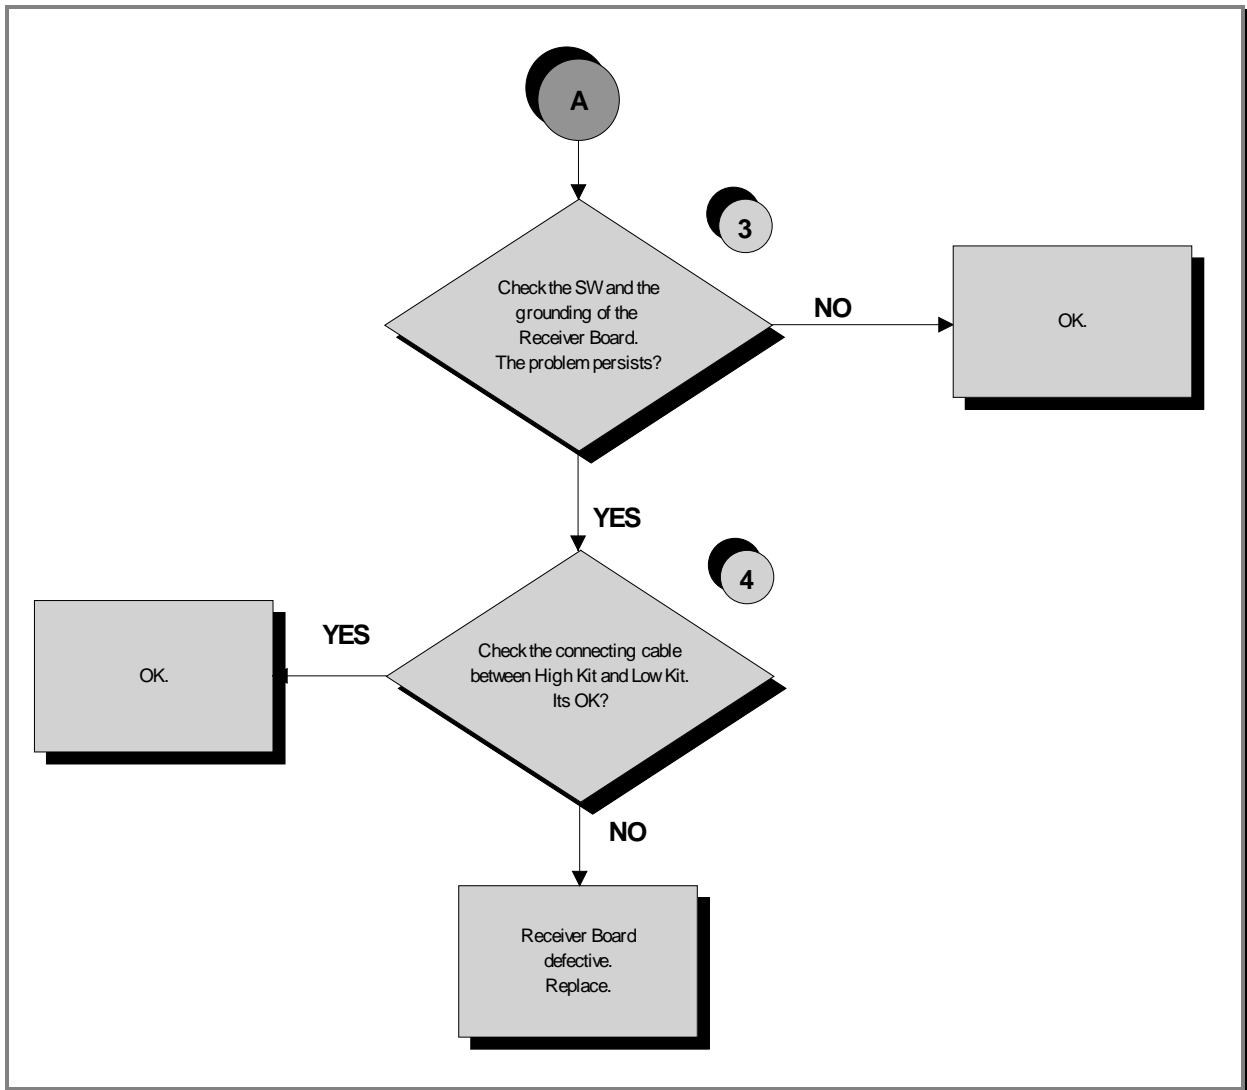 A
3
Check the SW and the
grounding of the
Receiver Board.
The problem persists?
NO
OK.
YES
4
YES
Check the connecting cable
between High Kit and Low Kit.
Its OK?
OK.
NO
Receiver Board
defective.
Replace.